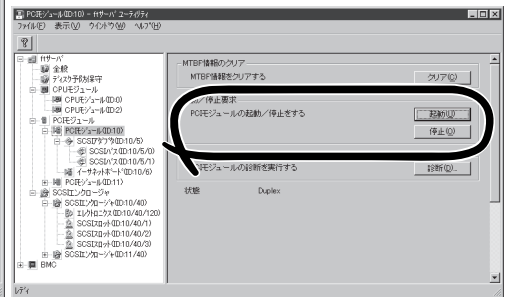 PCIモジュール(ID:10) - ftサーバ ユーティリティ
ファイル(F) 表示(V) ウインドウ(W) ヘルプ(H)
ftサーバ
全般
ディスク予防保守
CPUモジュール
CPUモジュール(ID:0)
CPUモジュール(ID:2)
PCIモジュール
PCIモジュール(ID:10)
SCSIアダプタ(ID:10/5)
SCSIバス(ID:10/5/0)
SCSIバス(ID:10/5/1)
イーサネットボード(ID:10/6)
PCIモジュール(ID:11)
SCSIエンクロージャ
SCSIエンクロージャ(ID:10/40)
エレクトロニクス(ID:10/40/120)
SCSIスロット(ID:10/40/1)
SCSIスロット(ID:10/40/2)
SCSIスロット(ID:10/40/3)
SCSIエンクロージャ(ID:11/40)
BMC
MTBF情報のクリア
MTBF情報をクリアする
クリア(C)
/停止要求
PCIモジュールの起動/停止をする
起動(U)
停止(O)
モジュールの診断を実行する
診断(D)...
状態 Duplex
レディ